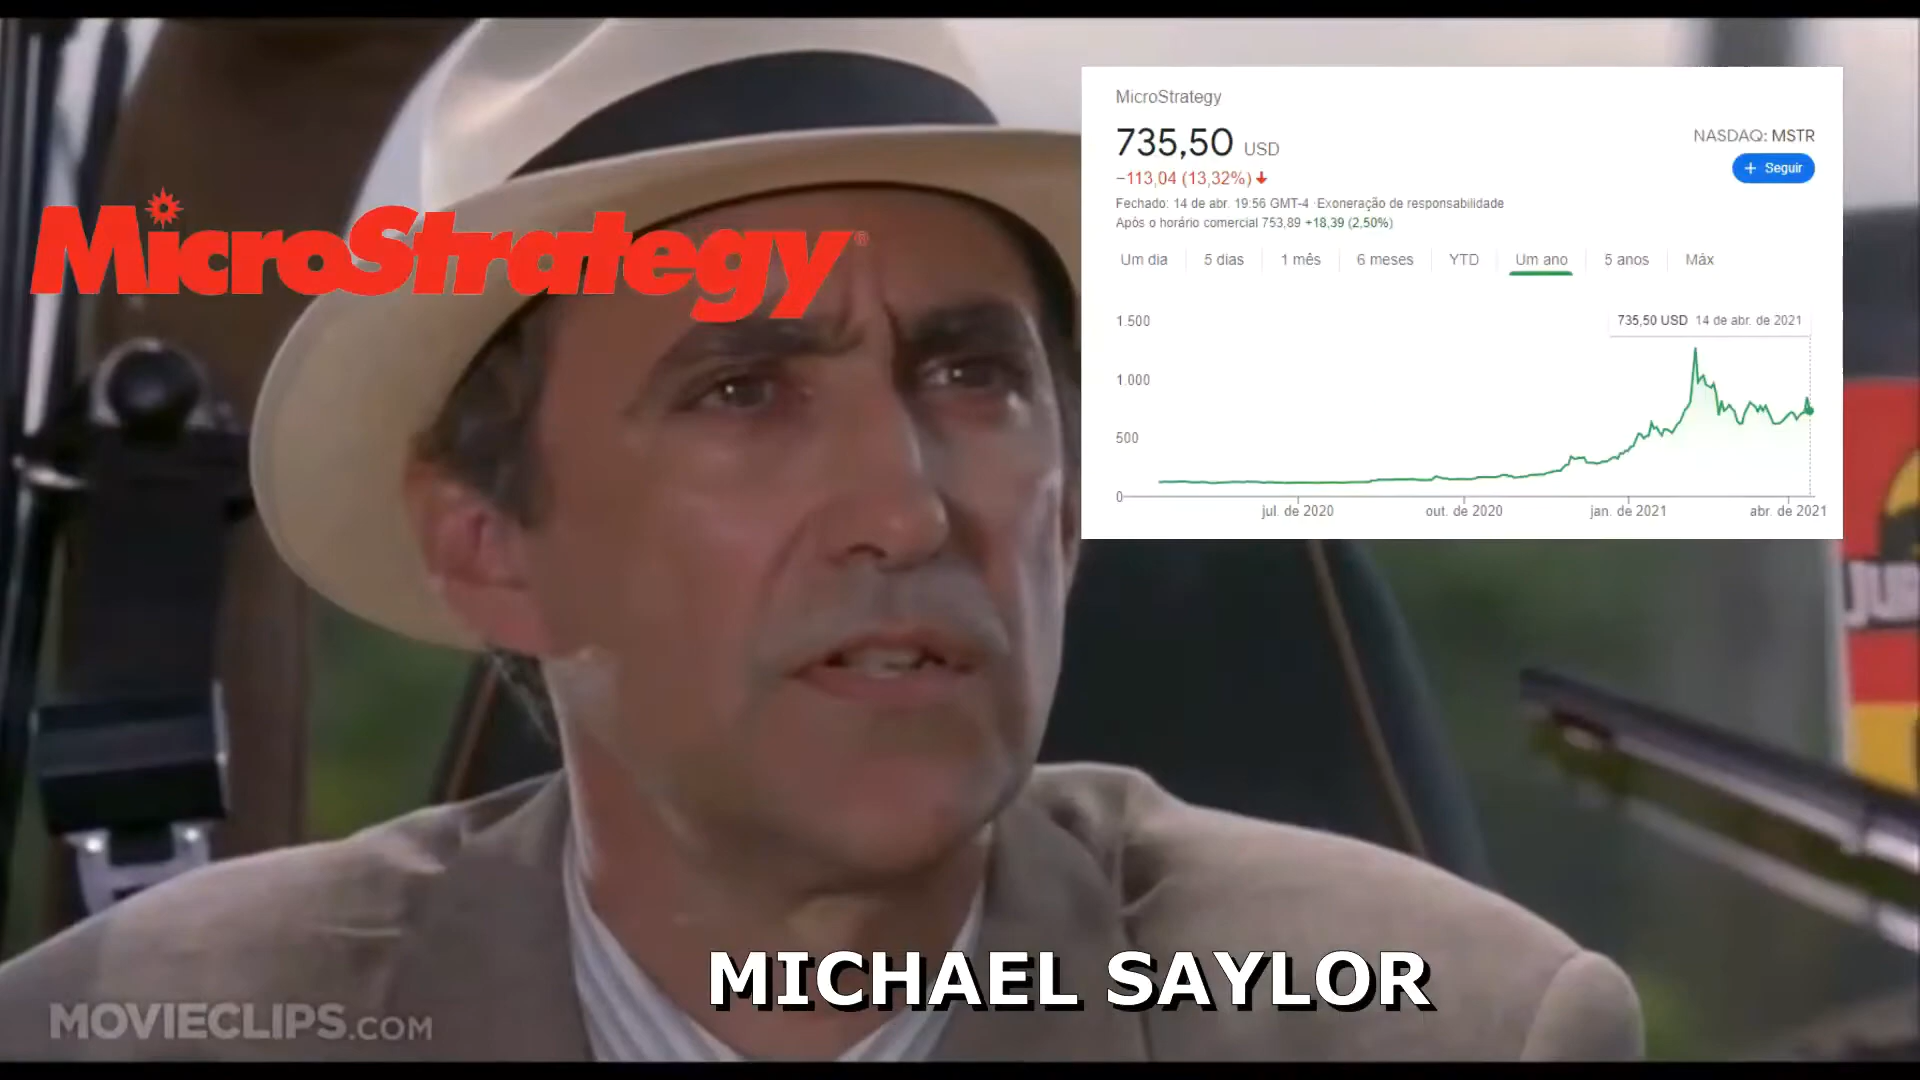 MicroStrategy®
MicroStrategy
735,50 USD
NASDAQ: MSTR
−113,04 (13,32%)
+ Seguir
Fechado: 14 de abr. 19:56 GMT-4 · Exoneração de responsabilidade
Após o horário comercial 753,89 +18,39 (2,50%)
Um dia 5 dias 1 mês 6 meses YTD Um ano 5 anos Máx
735,50 USD 14 de abr. de 2021
1.500
1.000
500
0
jul. de 2020 out. de 2020 jan. de 2021 abr. de 2021
MICHAEL SAYLOR
MOVIECLIPS.COM